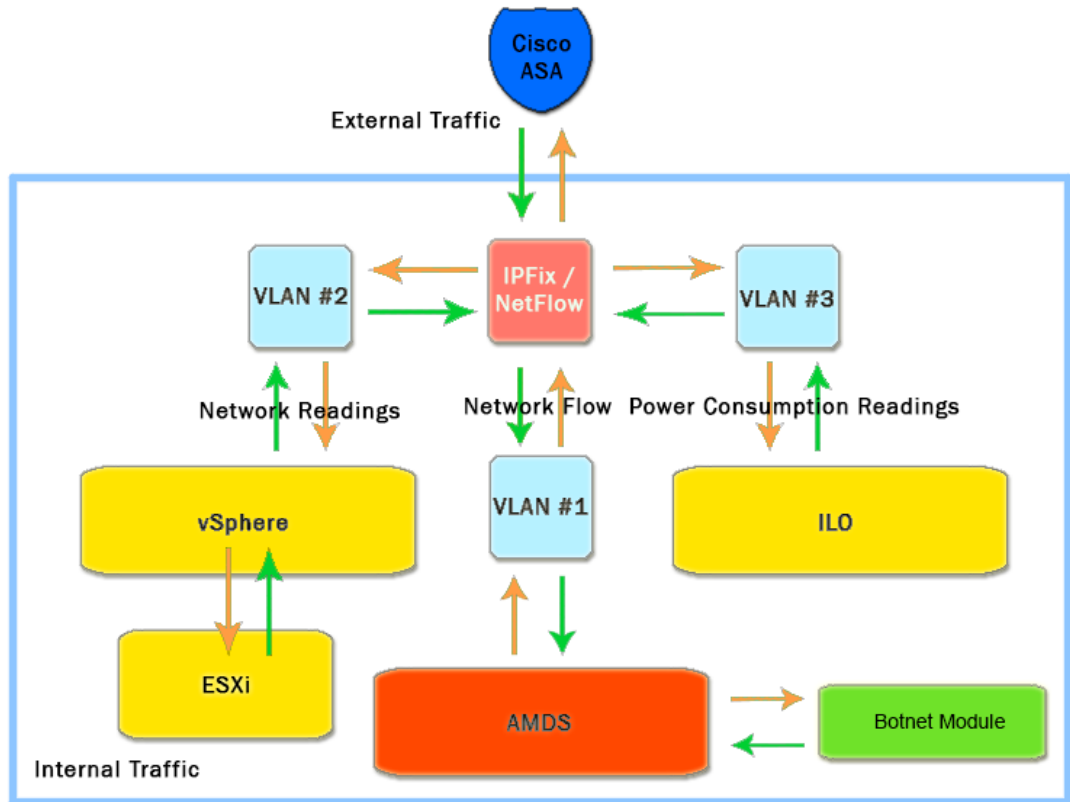 Cisco
ASA
External Traffic
VLAN #2
IPFix /
NetFlow
VLAN #3
Network Readings
Network Flow
Power Consumption Readings
vSphere
VLAN #1
ILO
ESXi
AMDS
Botnet Module
Internal Traffic